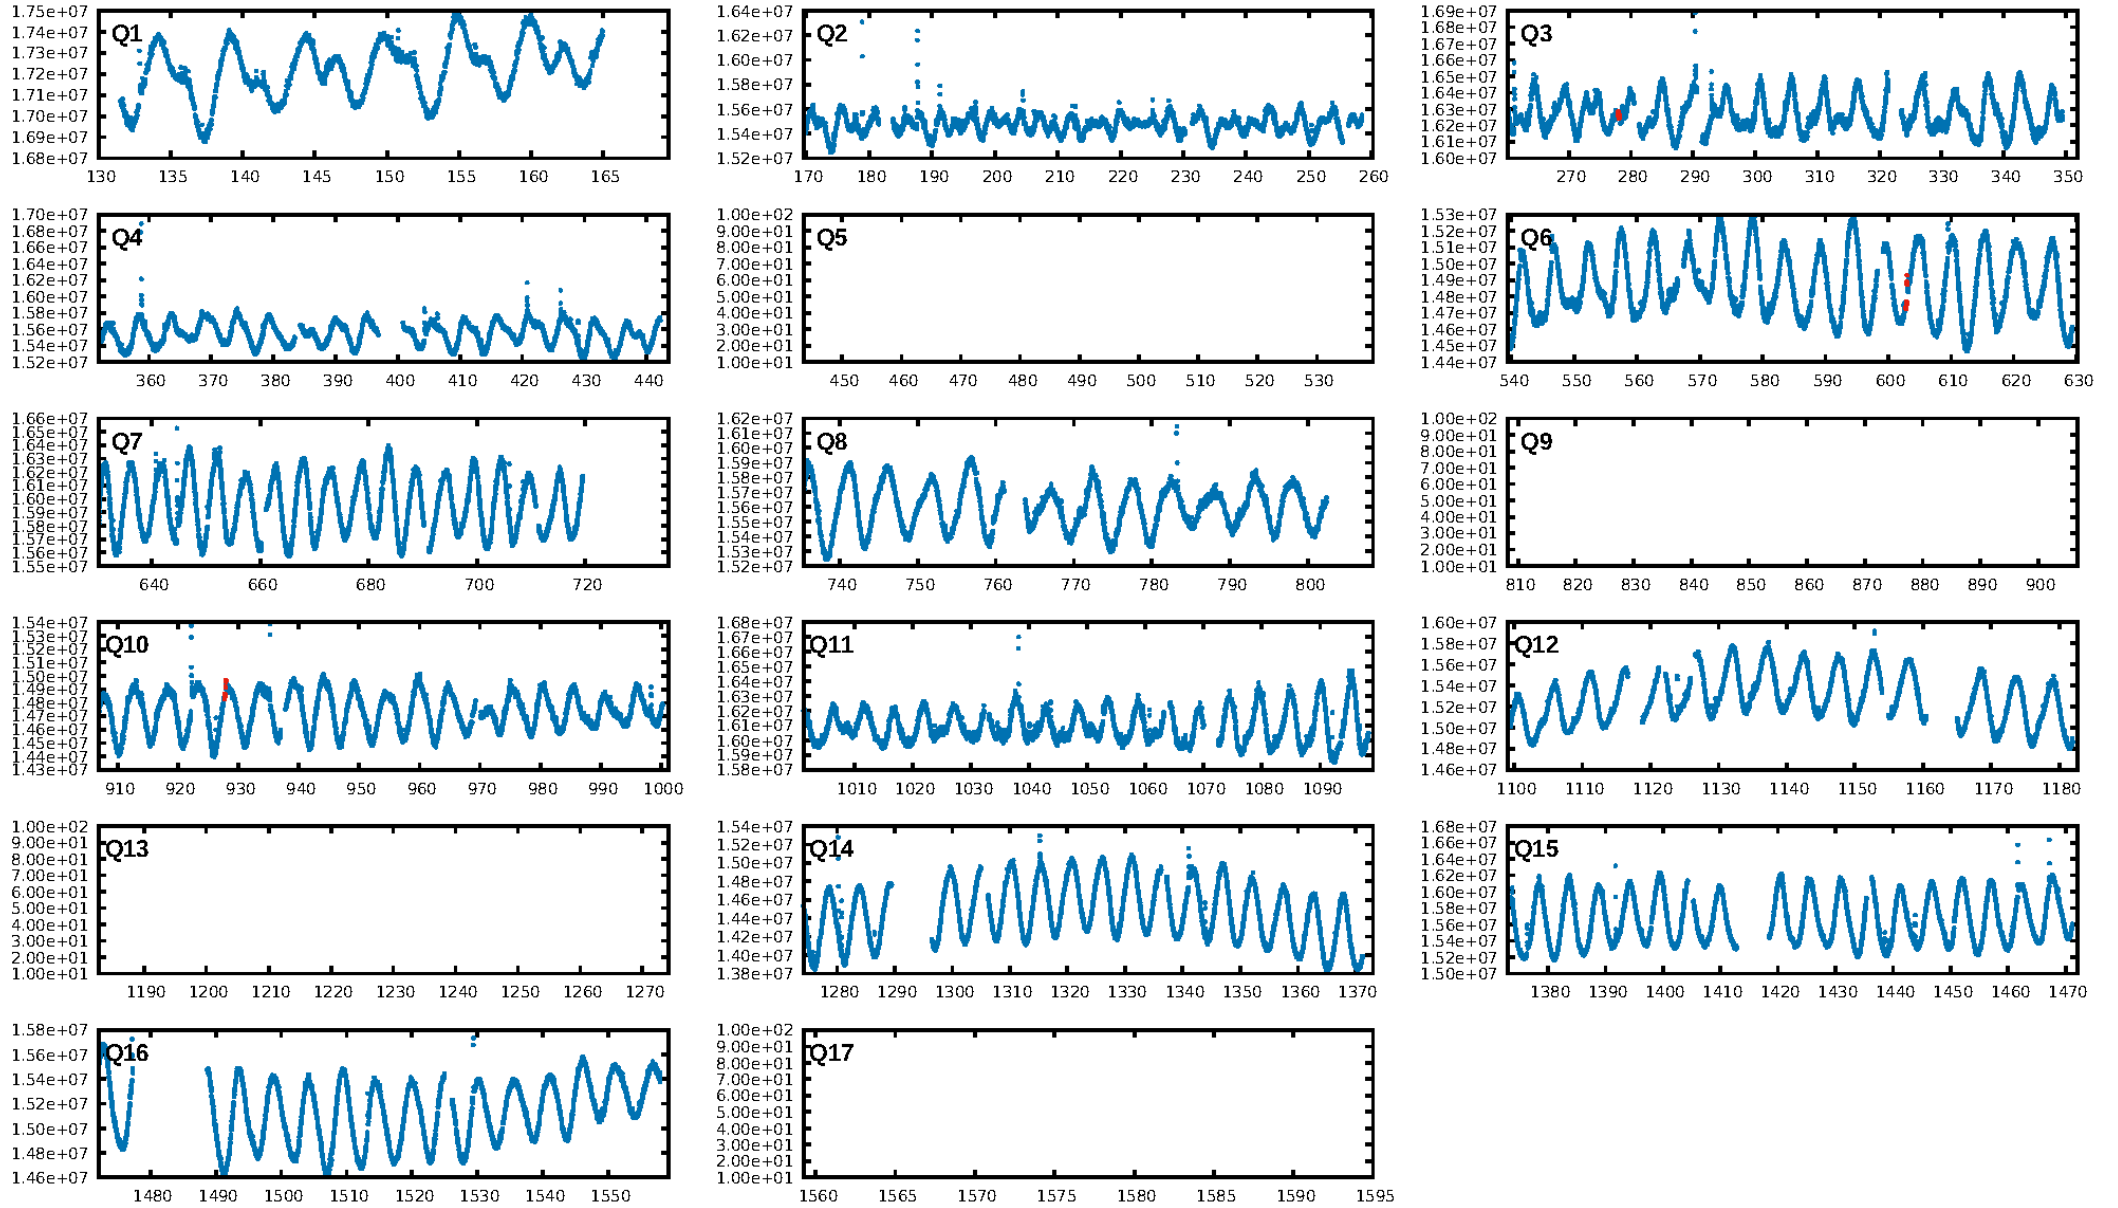 1.75e+07 1.74e+07 1.73e+07 1.72e+07 1.71e+07 1.70e+07 1.69e+07 1.68e+07
Q1
130 135 140 145 150 155 160 165
1.64e+07 1.62e+07 1.60e+07 1.58e+07 1.56e+07 1.54e+07 1.52e+07
Q2
170 180 190 200 210 220 230 240 250 260
1.69e+07 1.68e+07 1.67e+07 1.66e+07 1.65e+07 1.64e+07 1.63e+07 1.62e+07 1.61e+07 1.60e+07
Q3
270 280 290 300 310 320 330 340 350
1.70e+07 1.68e+07 1.66e+07 1.64e+07 1.62e+07 1.60e+07 1.58e+07 1.56e+07 1.54e+07 1.52e+07
Q4
360 370 380 390 400 410 420 430 440
1.00e+02 9.00e+01 8.00e+01 7.00e+01 6.00e+01 5.00e+01 4.00e+01 3.00e+01 2.00e+01 1.00e+01
Q5
450 460 470 480 490 500 510 520 530
1.53e+07 1.52e+07 1.51e+07 1.50e+07 1.49e+07 1.48e+07 1.47e+07 1.46e+07 1.45e+07 1.44e+07
Q6
540 550 560 570 580 590 600 610 620 630
1.66e+07 1.65e+07 1.64e+07 1.63e+07 1.62e+07 1.61e+07 1.60e+07 1.59e+07 1.58e+07 1.57e+07 1.56e+07 1.55e+07
Q7
640 660 680 700 720
1.62e+07 1.61e+07 1.60e+07 1.59e+07 1.58e+07 1.57e+07 1.56e+07 1.55e+07 1.54e+07 1.53e+07 1.52e+07
Q8
740 750 760 770 780 790 800
1.00e+02 9.00e+01 8.00e+01 7.00e+01 6.00e+01 5.00e+01 4.00e+01 3.00e+01 2.00e+01 1.00e+01
Q9
810 820 830 840 850 860 870 880 890 900
1.54e+07 1.53e+07 1.52e+07 1.51e+07 1.50e+07 1.49e+07 1.48e+07 1.47e+07 1.46e+07 1.45e+07 1.44e+07 1.43e+07
Q10
910 920 930 940 950 960 970 980 990 1000
1.68e+07 1.67e+07 1.66e+07 1.65e+07 1.64e+07 1.63e+07 1.62e+07 1.61e+07 1.60e+07 1.59e+07 1.58e+07
Q11
1010 1020 1030 1040 1050 1060 1070 1080 1090
1.60e+07 1.58e+07 1.56e+07 1.54e+07 1.52e+07 1.50e+07 1.48e+07 1.46e+07
Q12
1100 1110 1120 1130 1140 1150 1160 1170 1180
1.00e+02 9.00e+01 8.00e+01 7.00e+01 6.00e+01 5.00e+01 4.00e+01 3.00e+01 2.00e+01 1.00e+01
Q13
1190 1200 1210 1220 1230 1240 1250 1260 1270
1.54e+07 1.52e+07 1.50e+07 1.48e+07 1.46e+07 1.44e+07 1.42e+07 1.40e+07 1.38e+07
Q14
1280 1290 1300 1310 1320 1330 1340 1350 1360 1370
1.68e+07 1.66e+07 1.64e+07 1.62e+07 1.60e+07 1.58e+07 1.56e+07 1.54e+07 1.52e+07 1.50e+07
Q15
1380 1390 1400 1410 1420 1430 1440 1450 1460 1470
1.58e+07 1.56e+07 1.54e+07 1.52e+07 1.50e+07 1.48e+07 1.46e+07
Q16
1480 1490 1500 1510 1520 1530 1540 1550
1.00e+02 9.00e+01 8.00e+01 7.00e+01 6.00e+01 5.00e+01 4.00e+01 3.00e+01 2.00e+01 1.00e+01
Q17
1560 1565 1570 1575 1580 1585 1590 1595